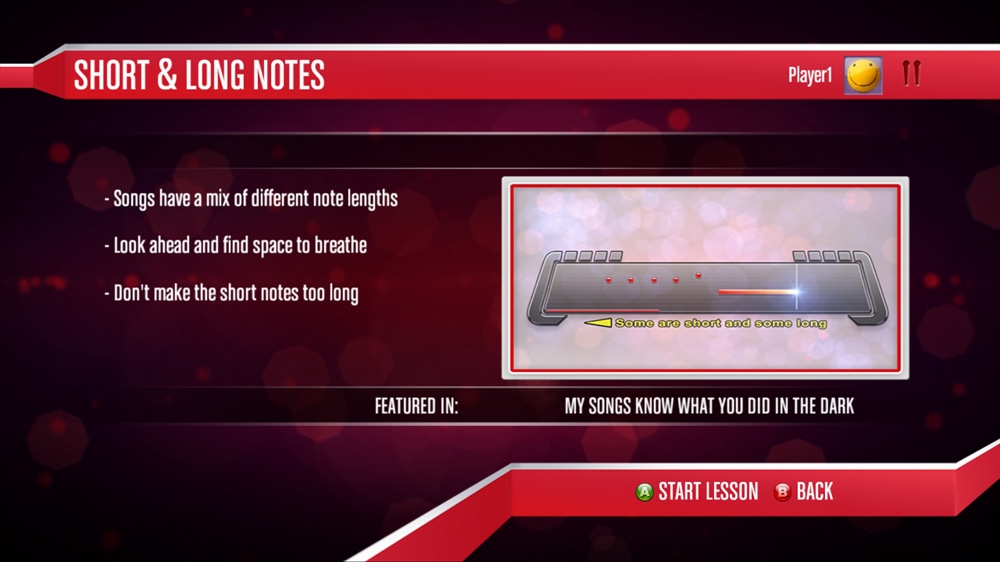 SHORT & LONG NOTES
Player1
- Songs have a mix of different note lengths
- Look ahead and find space to breathe
- Don't make the short notes too long
Some are short and some long
FEATURED IN:
MY SONGS KNOW WHAT YOU DID IN THE DARK
A START LESSON B BACK